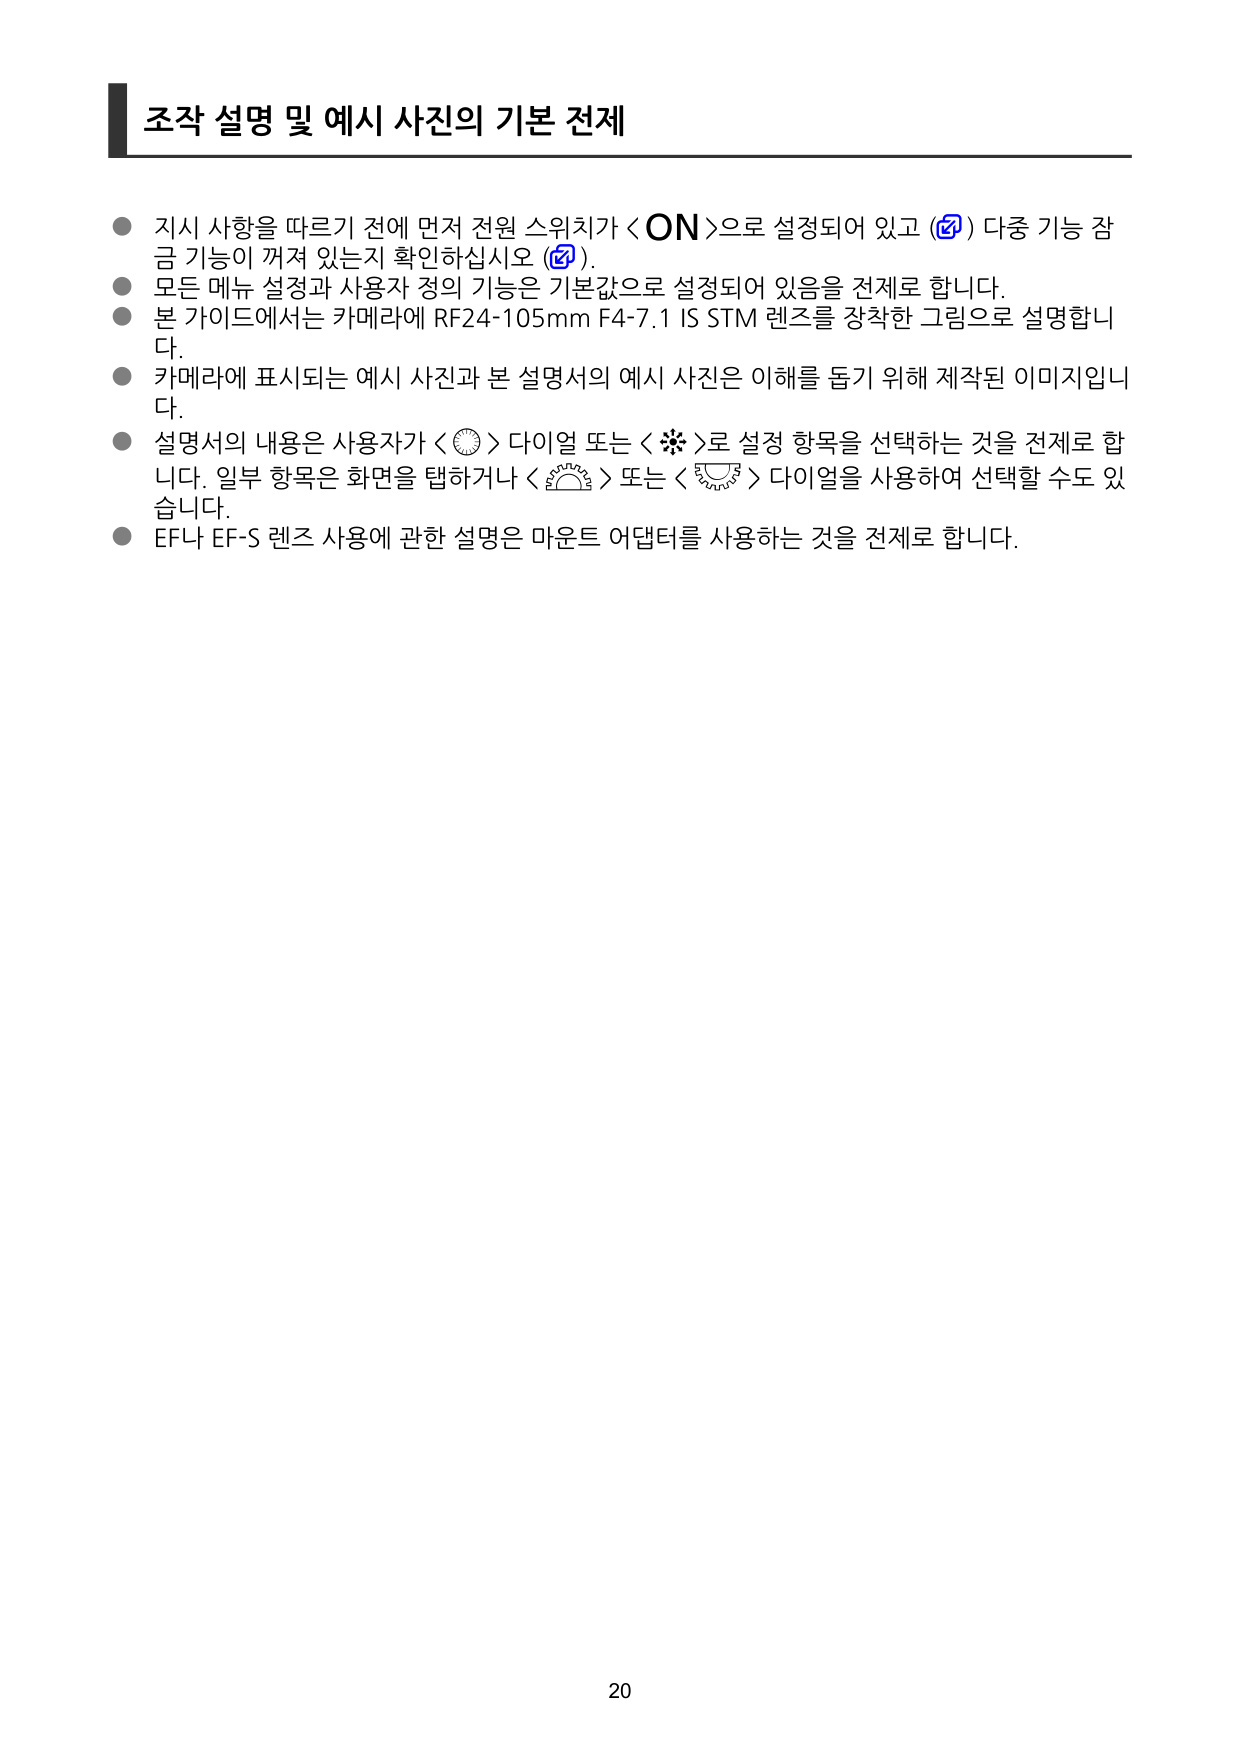 조작 설명 및 예시 사진의 기본 전제
● 지시 사항을 따르기 전에 먼저 전원 스위치가 < ON >으로 설정되어 있고 ( ) 다중 기능 잠
금 기능이 꺼져 있는지 확인하십시오 ( ).
● 모든 메뉴 설정과 사용자 정의 기능은 기본값으로 설정되어 있음을 전제로 합니다.
● 본 가이드에서는 카메라에 RF24-105mm F4-7.1 IS STM 렌즈를 장착한 그림으로 설명합니
다.
● 카메라에 표시되는 예시 사진과 본 설명서의 예시 사진은 이해를 돕기 위해 제작된 이미지입니
다.
● 설명서의 내용은 사용자가 < > 다이얼 또는 < >로 설정 항목을 선택하는 것을 전제로 합
니다. 일부 항목은 화면을 탭하거나 < > 또는 < > 다이얼을 사용하여 선택할 수도 있
습니다.
● EF나 EF-S 렌즈 사용에 관한 설명은 마운트 어댑터를 사용하는 것을 전제로 합니다.
20